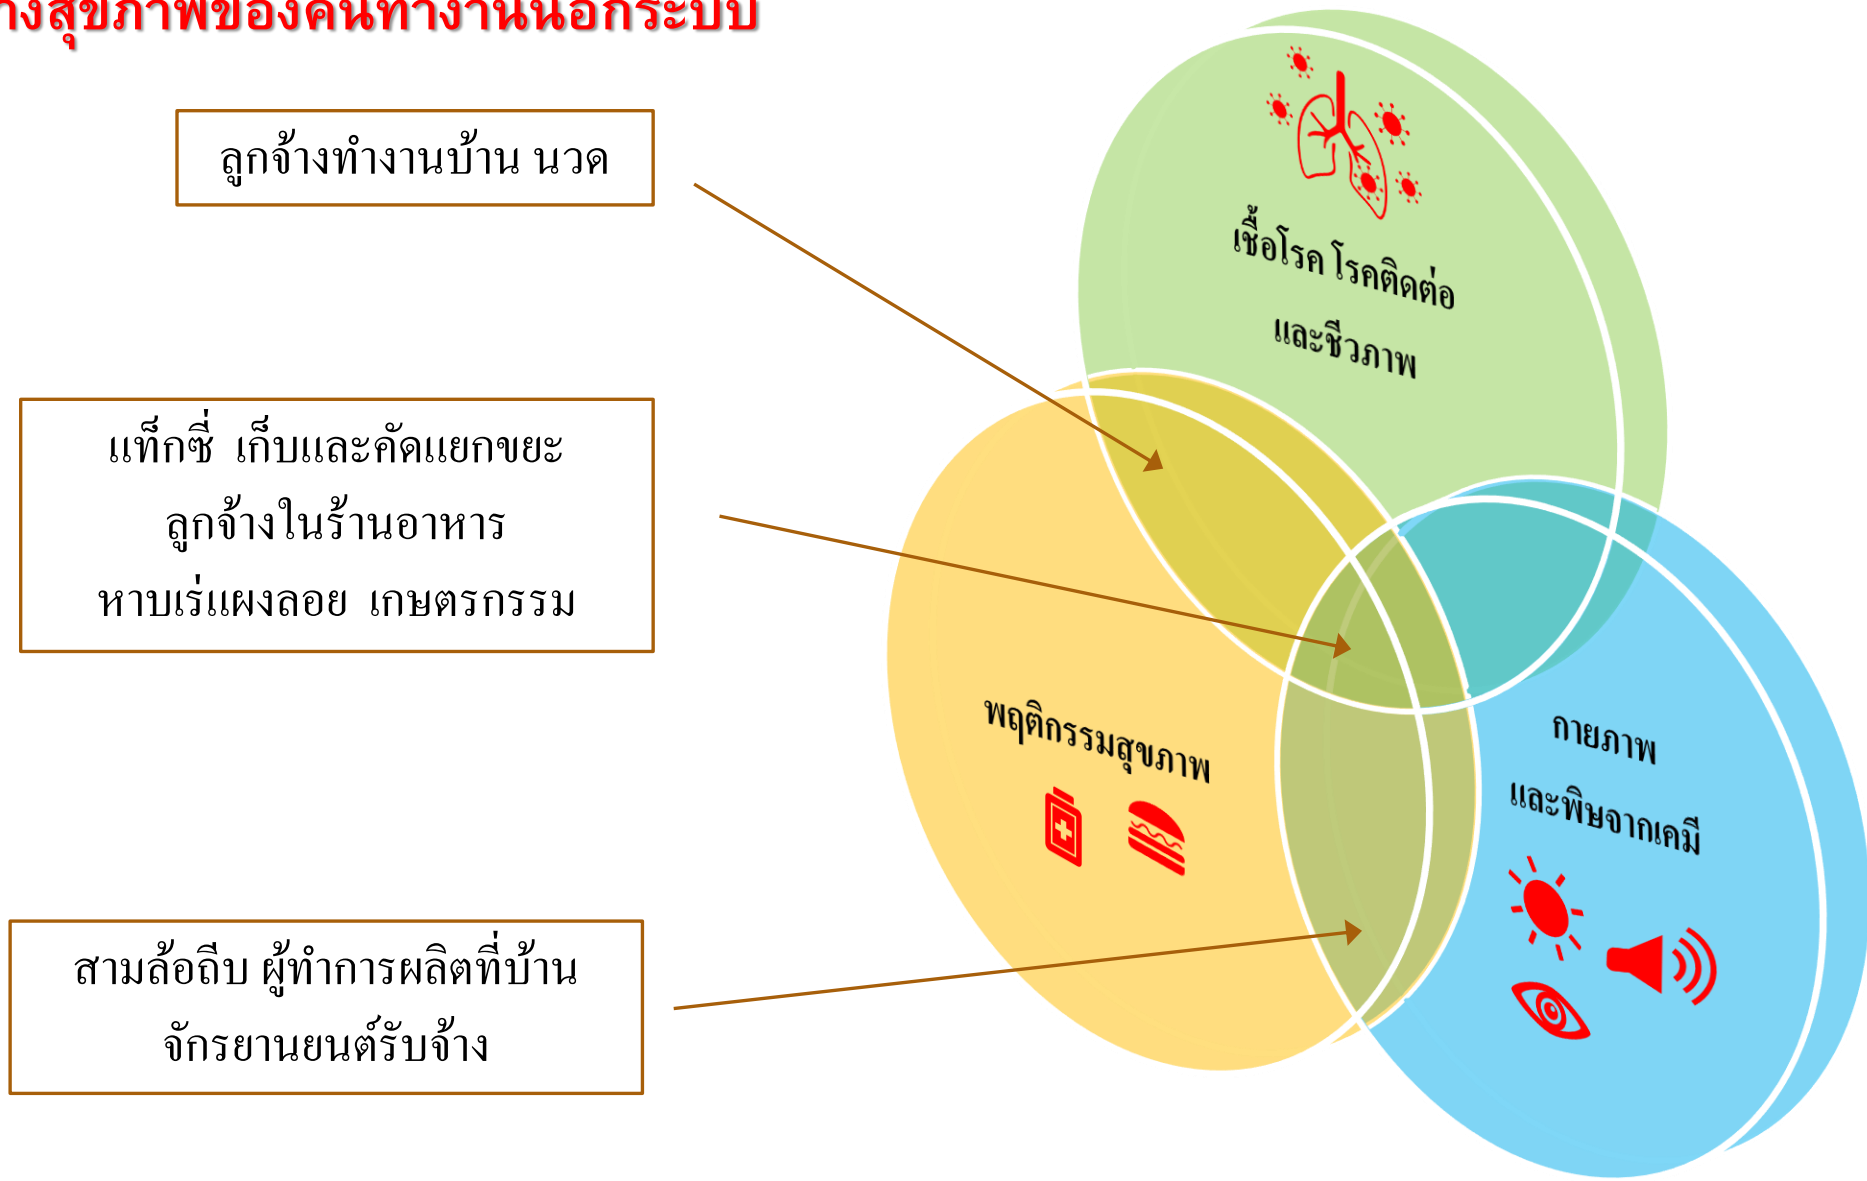 างสุขภาพของคนทำงานนอกระบบ
ลูกจ้างทำงานบ้าน นวด
แท็กซี่ เก็บและคัดแยกขยะ
ลูกจ้างในร้านอาหาร
หาบเร่แผงลอย เกษตรกรรม
สามล้อถีบ ผู้ทำการผลิตที่บ้าน
จักรยานยนต์รับจ้าง
เชื้อโรค โรคติดต่อ
และชีวภาพ
พฤติกรรมสุขภาพ
กายภาพ
และพิษจากเคมี